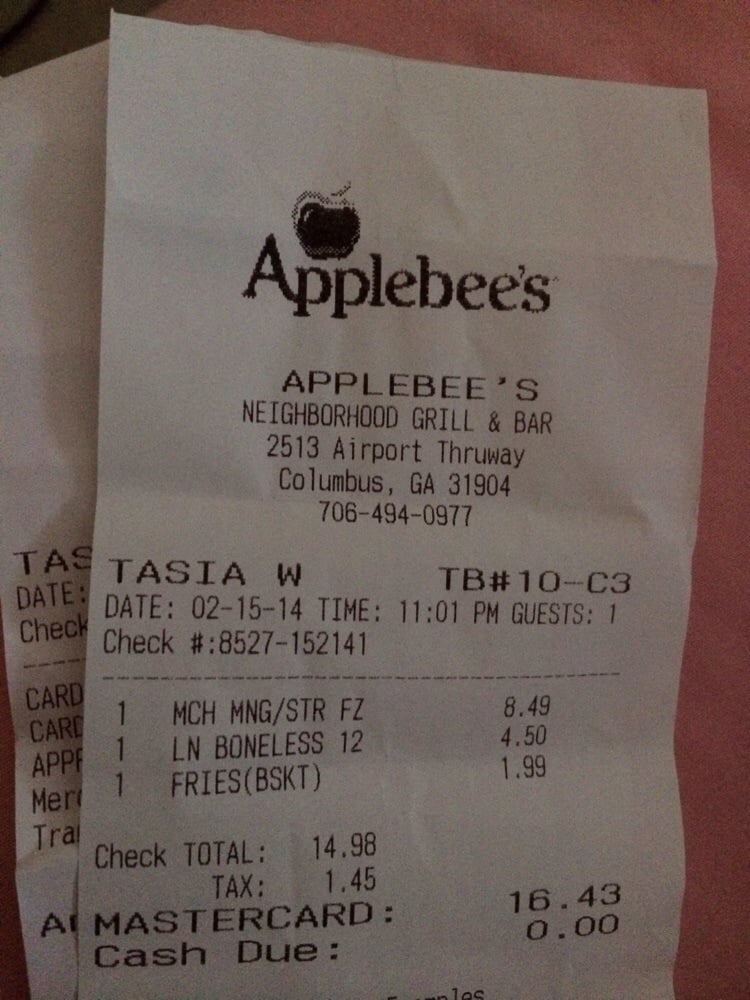 Applebee's
APPLEBEE'S
NEIGHBORHOOD GRILL & BAR
2513 Airport Thruway
Columbus, GA 31904
706-494-0977
TASIA W TB#10-C3
DATE: 02-15-14 TIME: 11:01 PM GUESTS: 1
Check #:8527-152141
1 MCH MNG/STR FZ 8.49
1 LN BONELESS 12 4.50
1 FRIES(BSKT) 1.99
Check TOTAL: 14.98
TAX: 1.45
MASTERCARD: 16.43
Cash Due: 0.00
TAS
DATE:
Check
CARD
CARD
APPR
Merc
Tra